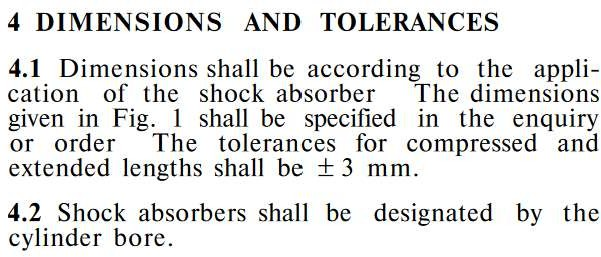 4 DIMENSIONS AND TOLERANCES
4.1 Dimensions shall be according to the appli-
cation of the shock absorber The dimensions
given in Fig. 1 shall be specified in the enquiry
or order The tolerances for compressed and
extended lengths shall be ± 3 mm.
4.2 Shock absorbers shall be designated by the
cylinder bore.